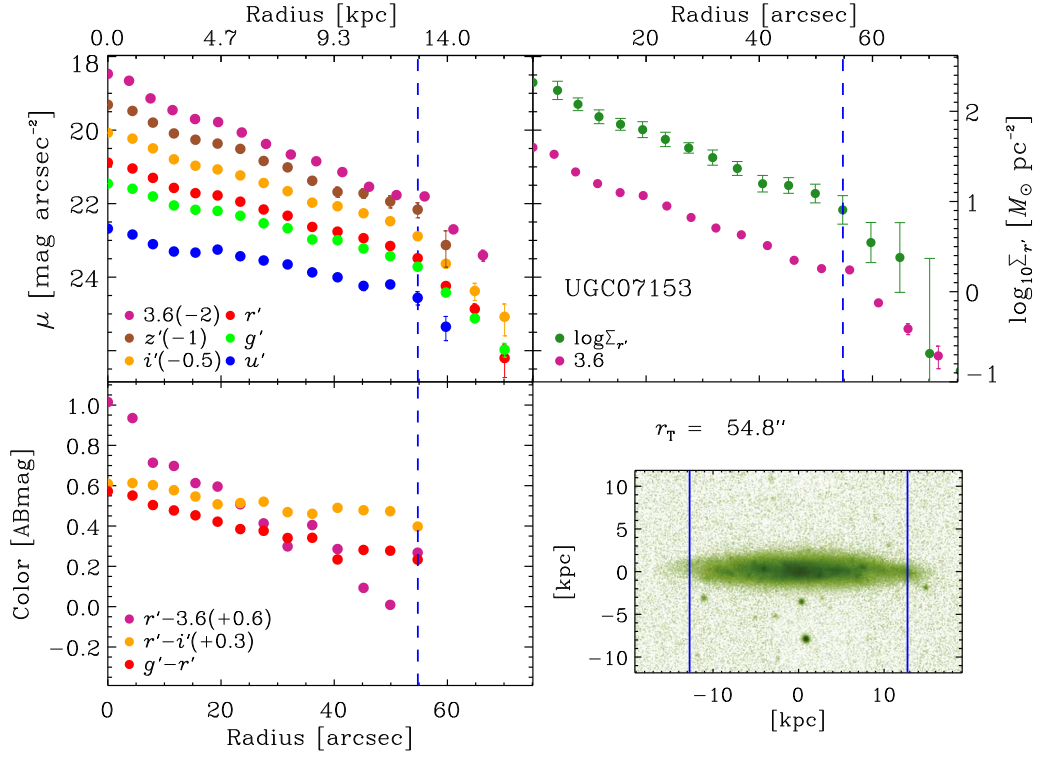 Radius [kpc]
0.0 4.7 9.3 14.0
Radius [arcsec]
20 40 60
18
20
22
24
μ [mag arcsec⁻²]
3.6(−2) r′
z′(−1) g′
i′(−0.5) u′
UGC07153
logΣr′
3.6
2
1
0
−1
log₁₀Σr′ [M⊙ pc⁻²]
1.0
0.8
0.6
0.4
0.2
0.0
−0.2
Color [ABmag]
r′−3.6(+0.6)
r′−i′(+0.3)
g′−r′
0 20 40 60
Radius [arcsec]
r_T = 54.8″
10
5
0
−5
−10
[kpc]
−10 0 10
[kpc]